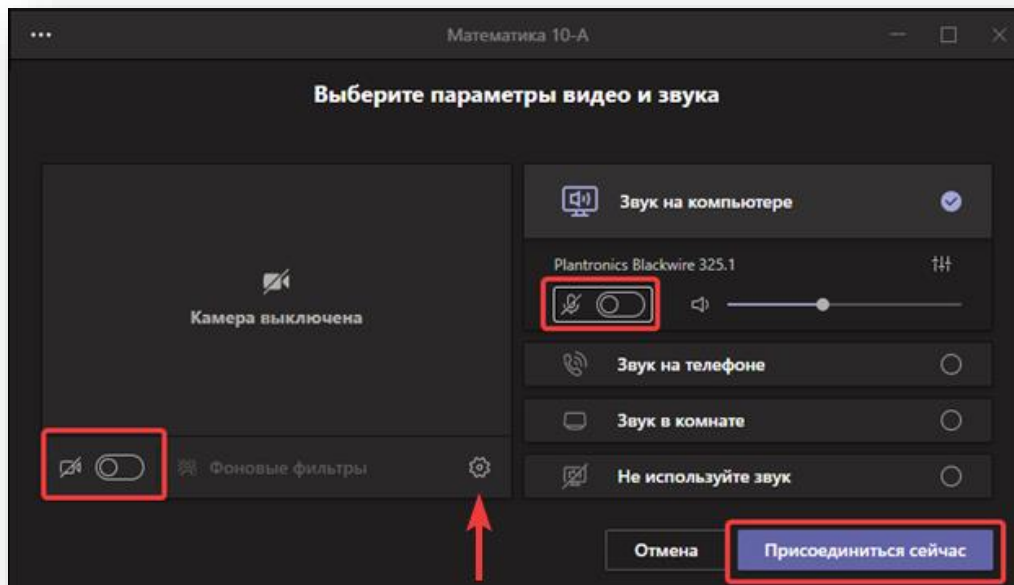 Математика 10-А
Выберите параметры видео и звука
Камера выключена
Фоновые фильтры
Звук на компьютере
Plantronics Blackwire 325.1
Звук на телефоне
Звук в комнате
Не используйте звук
Отмена
Присоединиться сейчас